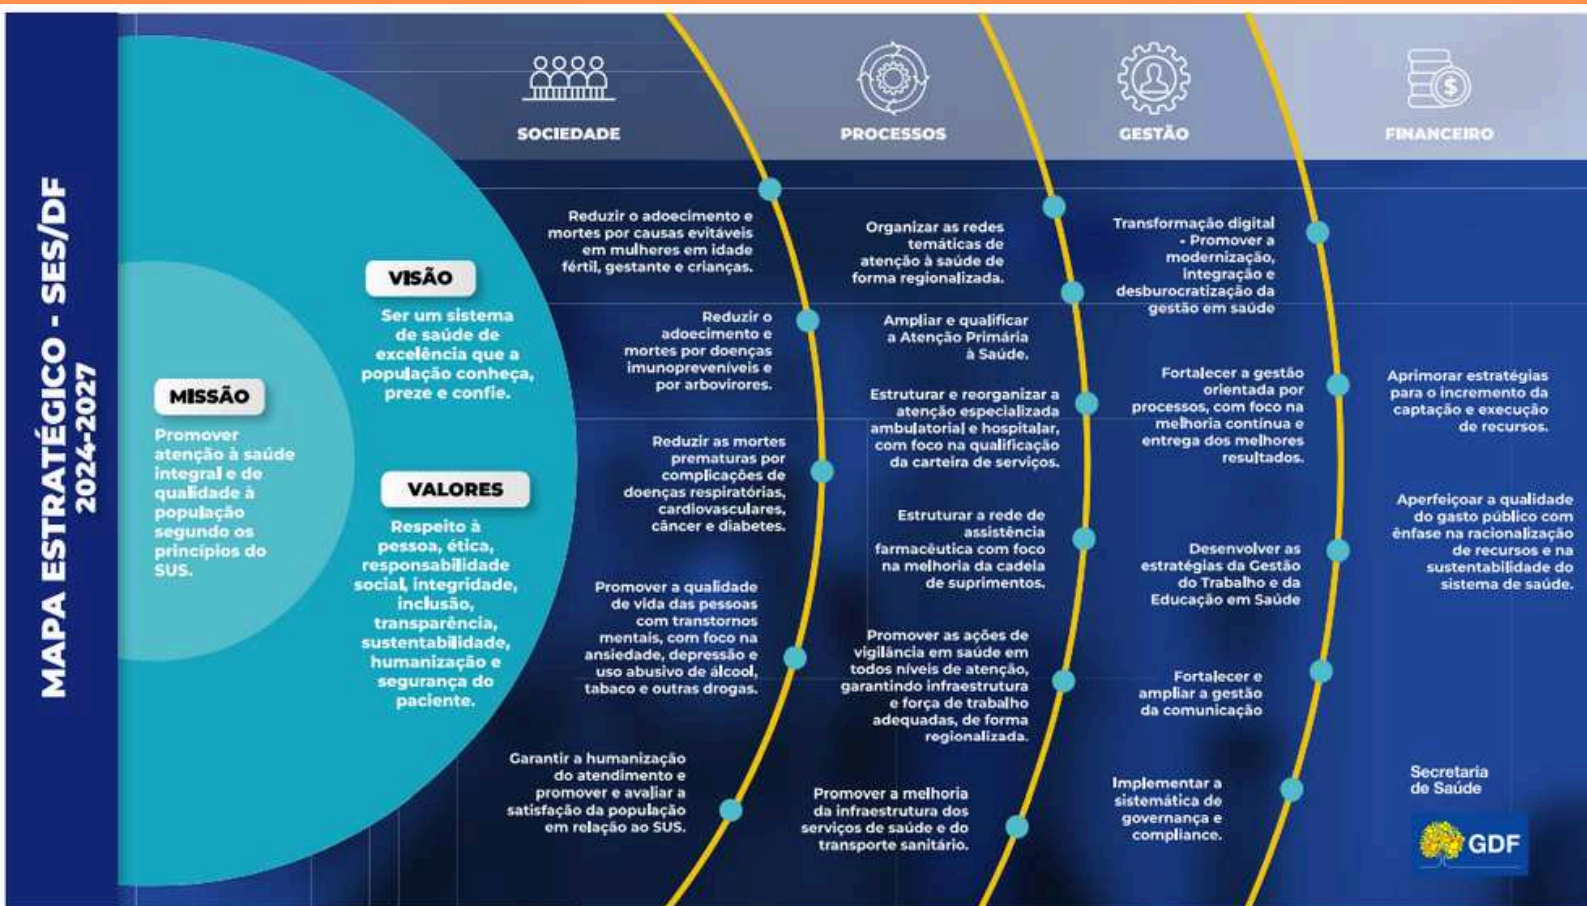 MAPA ESTRATÉGICO - SES/DF
2024-2027
MISSÃO
Promover
atenção à saúde
integral e de
qualidade à
população
segundo os
princípios do
SUS.
VISÃO
Ser um sistema
de saúde de
excelência que a
população conheça,
preze e confie.
VALORES
Respeito à
pessoa, ética,
responsabilidade
social, integridade,
inclusão,
transparência,
sustentabilidade,
humanização e
segurança do
paciente.
SOCIEDADE
Reduzir o adoecimento e
mortes por causas evitáveis
em mulheres em idade
fértil, gestante e crianças.
Reduzir o
adoecimento e
mortes por doenças
imunopreveníveis e
por arbovirores.
Reduzir as mortes
prematuras por
complicações de
doenças respiratórias,
cardiovasculares,
câncer e diabetes.
Promover a qualidade
de vida das pessoas
com transtornos
mentais, com foco na
ansiedade, depressão e
uso abusivo de álcool,
tabaco e outras drogas.
Garantir a humanização
do atendimento e
promover e avaliar a
satisfação da população
em relação ao SUS.
PROCESSOS
Organizar as redes
temáticas de
atenção à saúde de
forma regionalizada.
Ampliar e qualificar
a Atenção Primária
à Saúde.
Estruturar e reorganizar a
atenção especializada
ambulatorial e hospitalar,
com foco na qualificação
da carteira de serviços.
Estruturar a rede de
assistência
farmacêutica com foco
na melhoria da cadeia
de suprimentos.
Promover as ações de
vigilância em saúde em
todos níveis de atenção,
garantindo infraestrutura
e força de trabalho
adequadas, de forma
regionalizada.
Promover a melhoria
da infraestrutura dos
serviços de saúde e do
transporte sanitário.
GESTÃO
Transformação digital
- Promover a
modernização,
integração e
desburocratização da
gestão em saúde
Fortalecer a gestão
orientada por
processos, com foco na
melhoria contínua e
entrega dos melhores
resultados.
Desenvolver as
estratégias da Gestão
do Trabalho e da
Educação em Saúde
Fortalecer e
ampliar a gestão
da comunicação
Implementar a
sistemática de
governança e
compliance.
FINANCEIRO
$
Aprimorar estratégias
para o incremento da
captação e execução
de recursos.
Aperfeiçoar a qualidade
do gasto público com
ênfase na racionalização
de recursos e na
sustentabilidade do
sistema de saúde.
Secretaria
de Saúde
GDF